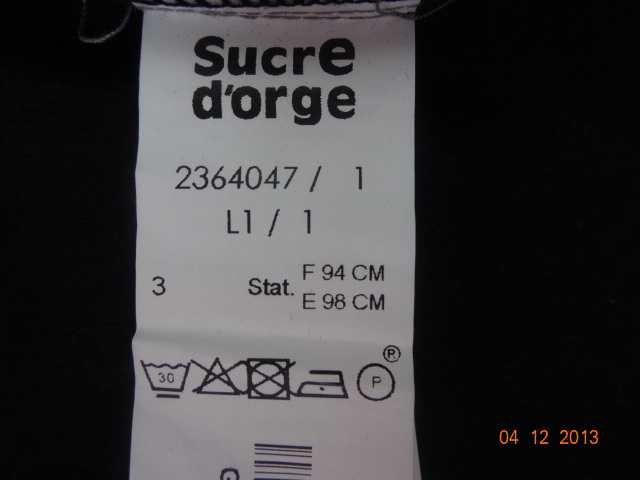 Sucre
d'orge
2364047 / 1
L1 / 1
3 Stat. F 94 CM
E 98 CM
®
30 P
04 12 2013